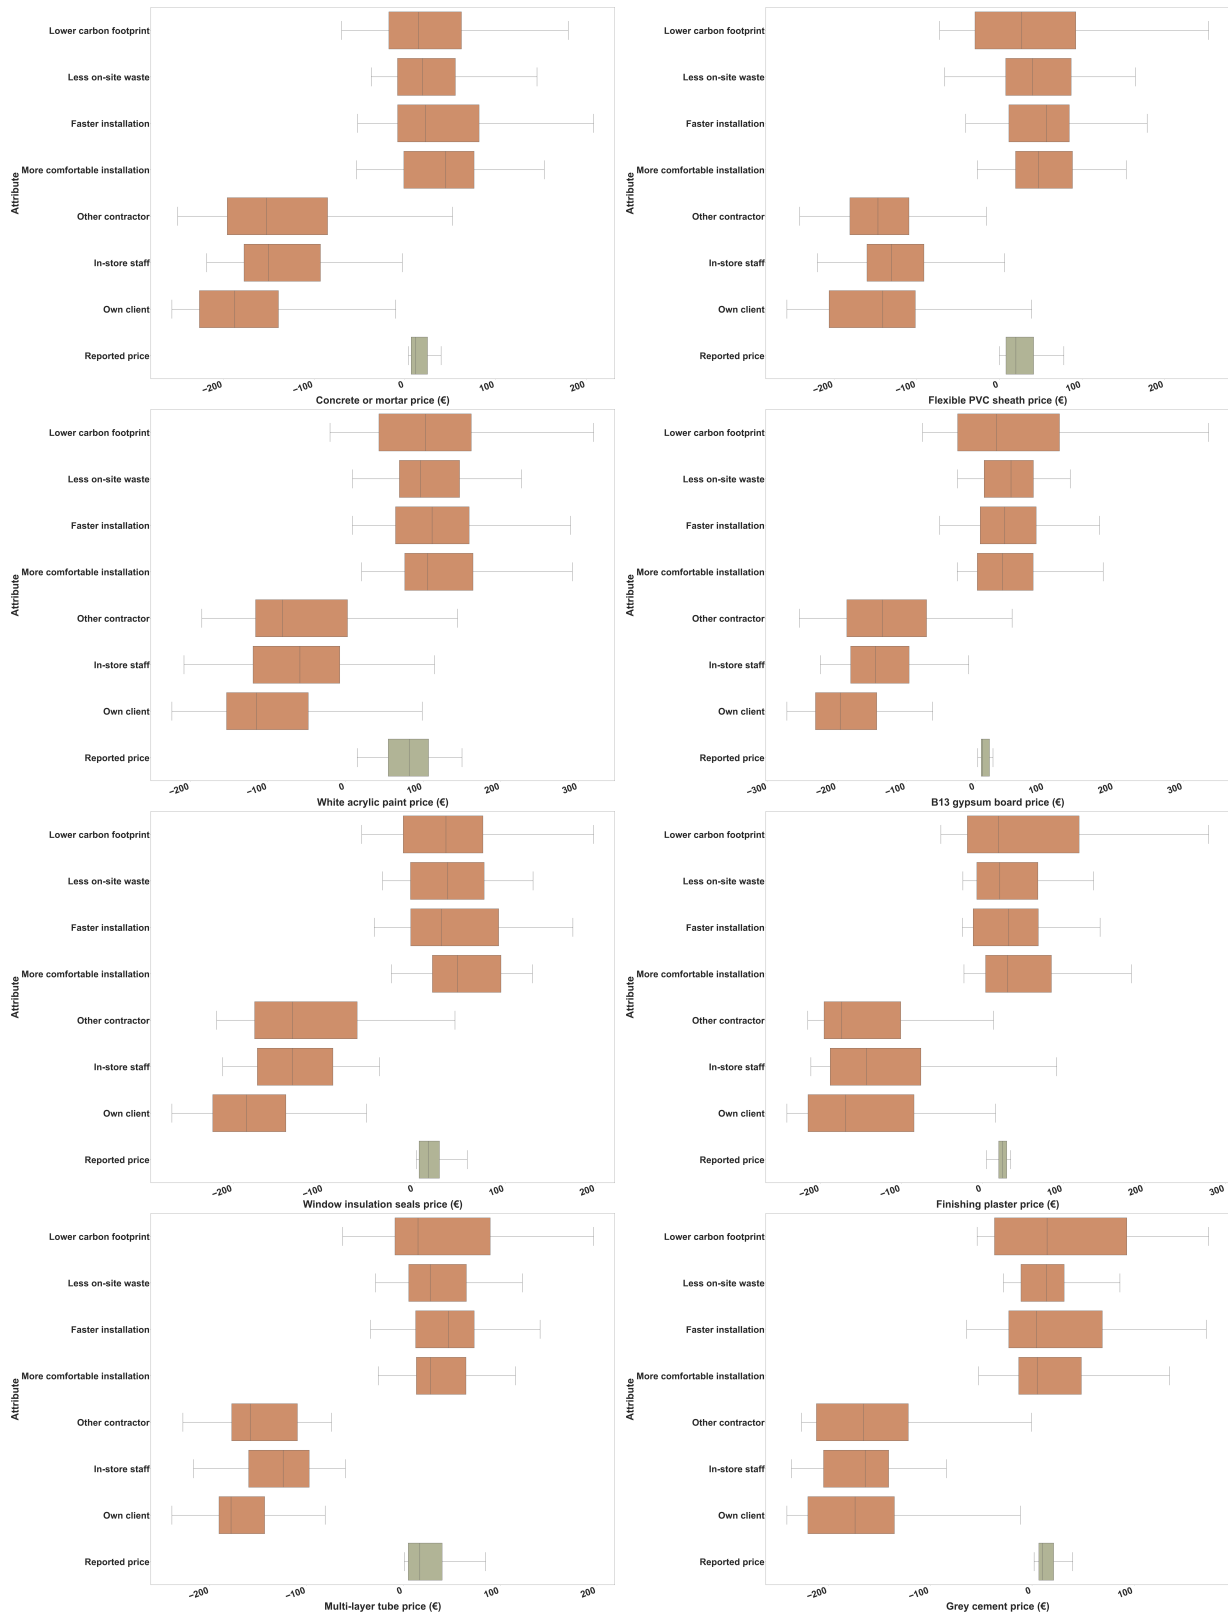 Attribute
Lower carbon footprint
Less on-site waste
Faster installation
More comfortable installation
Other contractor
In-store staff
Own client
Reported price
−200 −100 0 100 200
Concrete or mortar price (€)
Attribute
Lower carbon footprint
Less on-site waste
Faster installation
More comfortable installation
Other contractor
In-store staff
Own client
Reported price
−200 −100 0 100 200
Flexible PVC sheath price (€)
Attribute
Lower carbon footprint
Less on-site waste
Faster installation
More comfortable installation
Other contractor
In-store staff
Own client
Reported price
−200 −100 0 100 200 300
White acrylic paint price (€)
Attribute
Lower carbon footprint
Less on-site waste
Faster installation
More comfortable installation
Other contractor
In-store staff
Own client
Reported price
−300 −200 −100 0 100 200 300
B13 gypsum board price (€)
Attribute
Lower carbon footprint
Less on-site waste
Faster installation
More comfortable installation
Other contractor
In-store staff
Own client
Reported price
−200 −100 0 100 200
Window insulation seals price (€)
Attribute
Lower carbon footprint
Less on-site waste
Faster installation
More comfortable installation
Other contractor
In-store staff
Own client
Reported price
−200 −100 0 100 200 300
Finishing plaster price (€)
Attribute
Lower carbon footprint
Less on-site waste
Faster installation
More comfortable installation
Other contractor
In-store staff
Own client
Reported price
−200 −100 0 100 200
Multi-layer tube price (€)
Attribute
Lower carbon footprint
Less on-site waste
Faster installation
More comfortable installation
Other contractor
In-store staff
Own client
Reported price
−200 −100 0 100
Grey cement price (€)